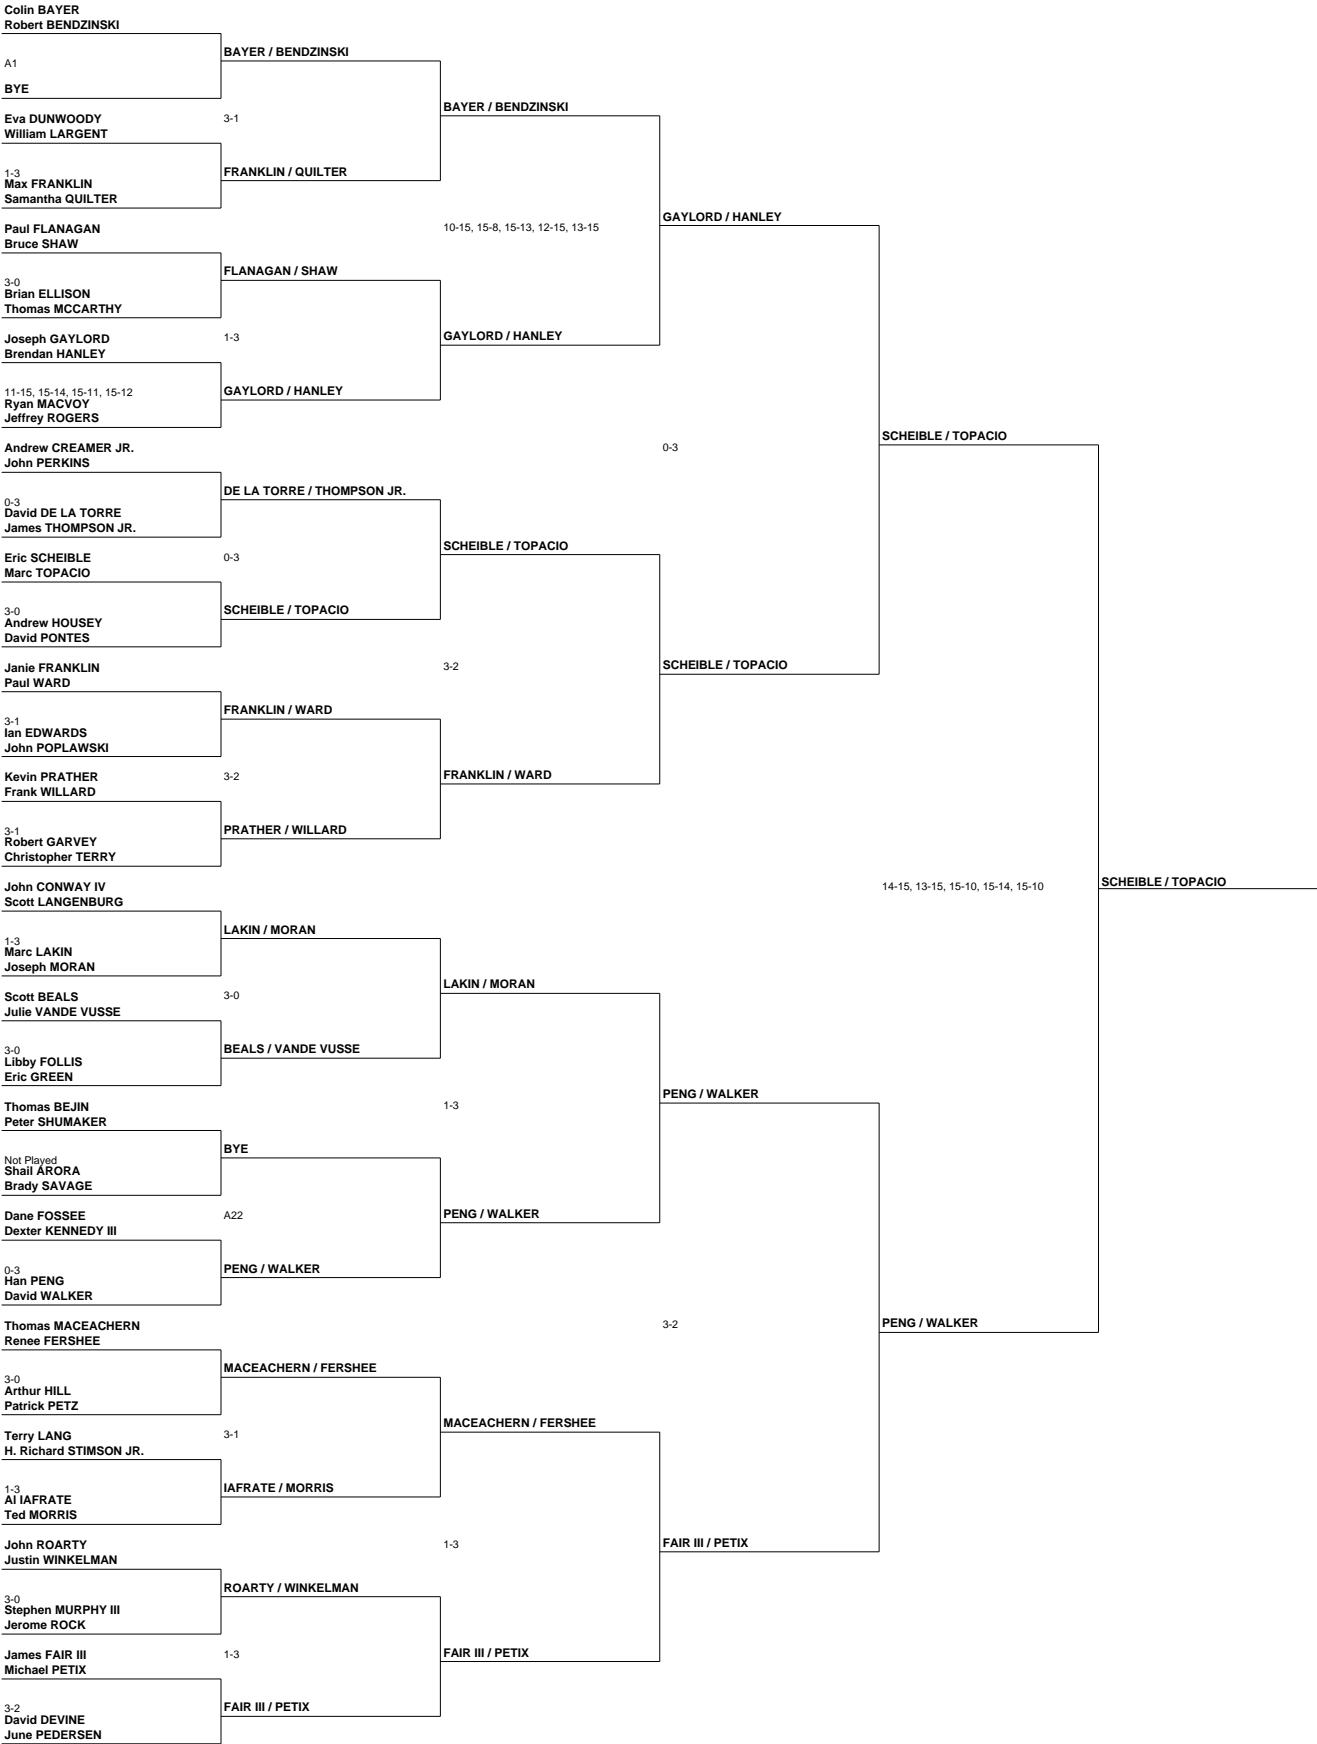 Colin BAYER
Robert BENDZINSKI
BAYER / BENDZINSKI
A1
BYE
BAYER / BENDZINSKI
Eva DUNWOODY
William LARGENT
3-1
FRANKLIN / QUILTER
1-3
Max FRANKLIN
Samantha QUILTER
GAYLORD / HANLEY
Paul FLANAGAN
Bruce SHAW
10-15, 15-8, 15-13, 12-15, 13-15
FLANAGAN / SHAW
3-0
Brian ELLISON
Thomas MCCARTHY
Joseph GAYLORD
Brendan HANLEY
1-3
GAYLORD / HANLEY
11-15, 15-14, 15-11, 15-12
GAYLORD / HANLEY
Ryan MACVOY
Jeffrey ROGERS
SCHEIBLE / TOPACIO
Andrew CREAMER JR.
John PERKINS
0-3
DE LA TORRE / THOMPSON JR.
0-3
David DE LA TORRE
James THOMPSON JR.
SCHEIBLE / TOPACIO
Eric SCHEIBLE
Marc TOPACIO
0-3
SCHEIBLE / TOPACIO
3-0
Andrew HOUSEY
David PONTES
Janie FRANKLIN
Paul WARD
3-2
SCHEIBLE / TOPACIO
FRANKLIN / WARD
3-1
Ian EDWARDS
John POPLAWSKI
Kevin PRATHER
Frank WILLARD
3-2
FRANKLIN / WARD
PRATHER / WILLARD
3-1
Robert GARVEY
Christopher TERRY
John CONWAY IV
Scott LANGENBURG
14-15, 13-15, 15-10, 15-14, 15-10
SCHEIBLE / TOPACIO
LAKIN / MORAN
1-3
Marc LAKIN
Joseph MORAN
LAKIN / MORAN
Scott BEALS
Julie VANDE VUSSE
3-0
BEALS / VANDE VUSSE
3-0
Libby FOLLIS
Eric GREEN
PENG / WALKER
Thomas BEJIN
Peter SHUMAKER
1-3
BYE
Not Played
Shail ARORA
Brady SAVAGE
Dane FOSSEE
Dexter KENNEDY III
A22
PENG / WALKER
PENG / WALKER
0-3
Han PENG
David WALKER
Thomas MACEACHERN
Renee FERSHEE
3-2
PENG / WALKER
MACEACHERN / FERSHEE
3-0
Arthur HILL
Patrick PETZ
MACEACHERN / FERSHEE
Terry LANG
H. Richard STIMSON JR.
3-1
IAFRATE / MORRIS
1-3
Al IAFRATE
Ted MORRIS
John ROARTY
Justin WINKELMAN
1-3
FAIR III / PETIX
ROARTY / WINKELMAN
3-0
Stephen MURPHY III
Jerome ROCK
James FAIR III
Michael PETIX
1-3
FAIR III / PETIX
FAIR III / PETIX
3-2
David DEVINE
June PEDERSEN